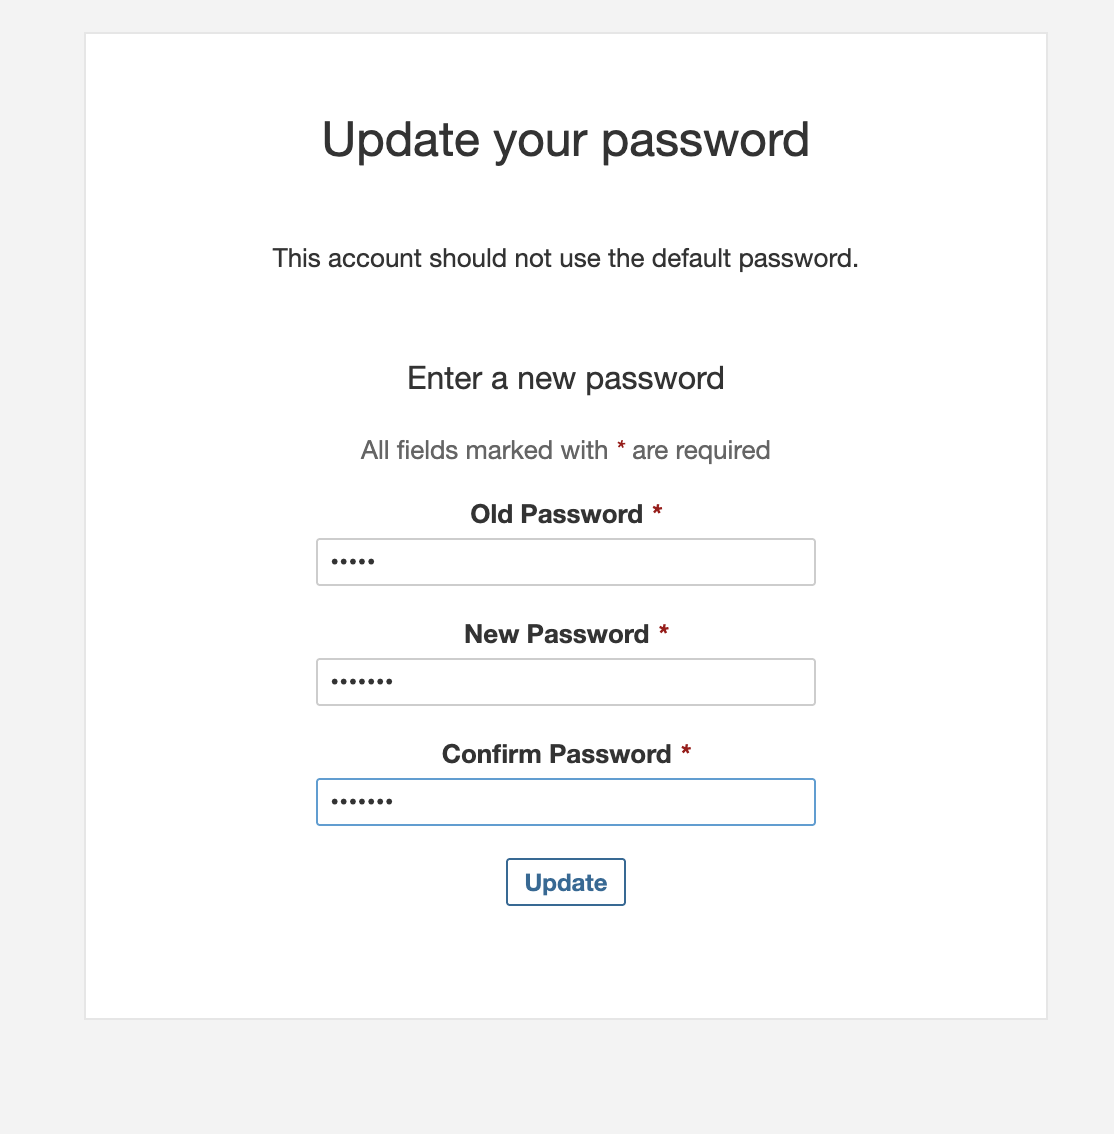 Update your password
This account should not use the default password.
Enter a new password
All fields marked with * are required
Old Password *
•••••
New Password *
•••••••
Confirm Password *
•••••••
Update